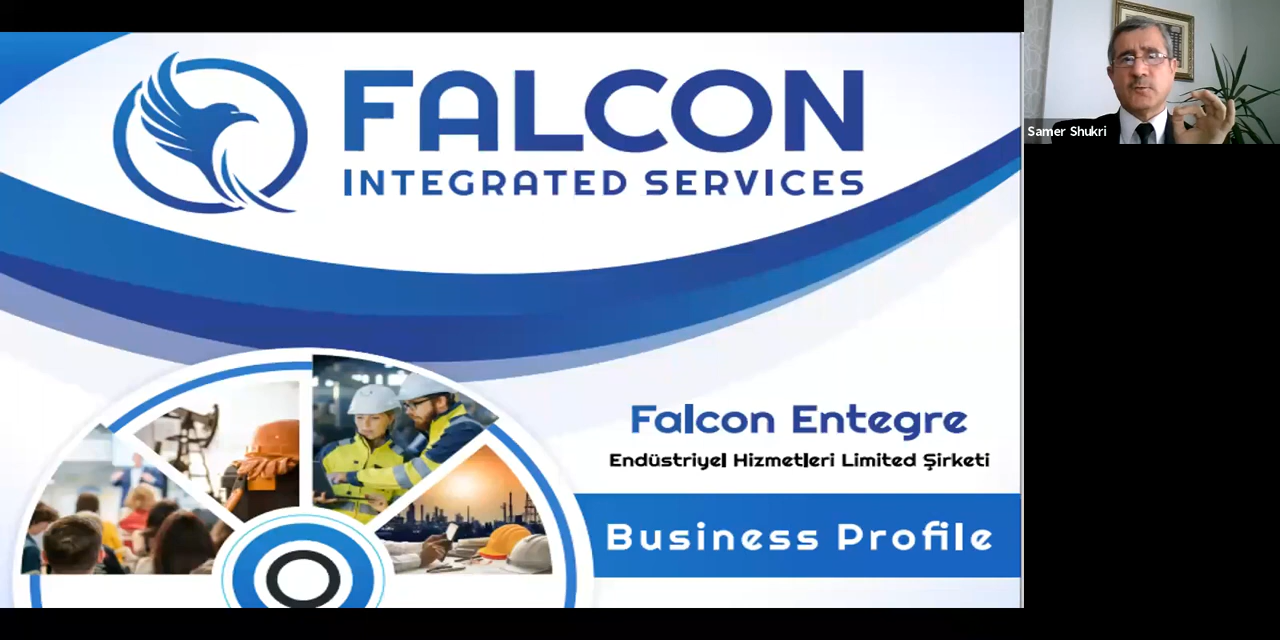 FALCON
INTEGRATED SERVICES
Samer Shukri
Falcon Entegre
Endüstriyel Hizmetleri Limited Şirketi
Business Profile